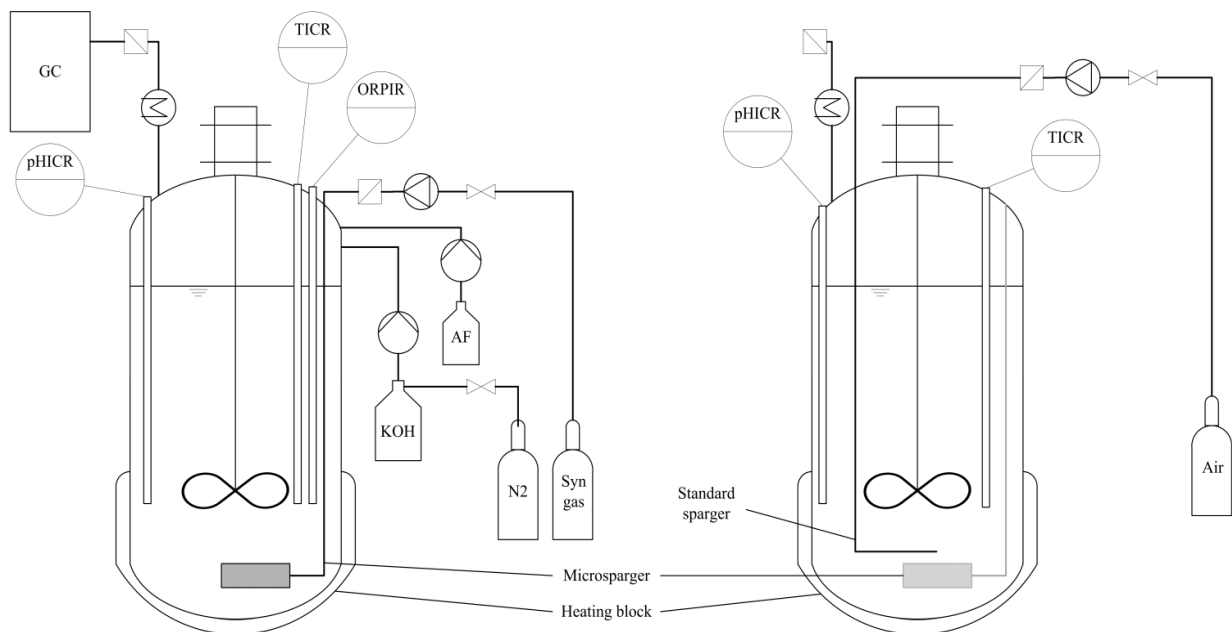 GC
TICR
ORPIR
pHICR
AF
KOH
N2
Syn
gas
pHICR
TICR
Air
Standard
sparger
Microsparger
Heating block